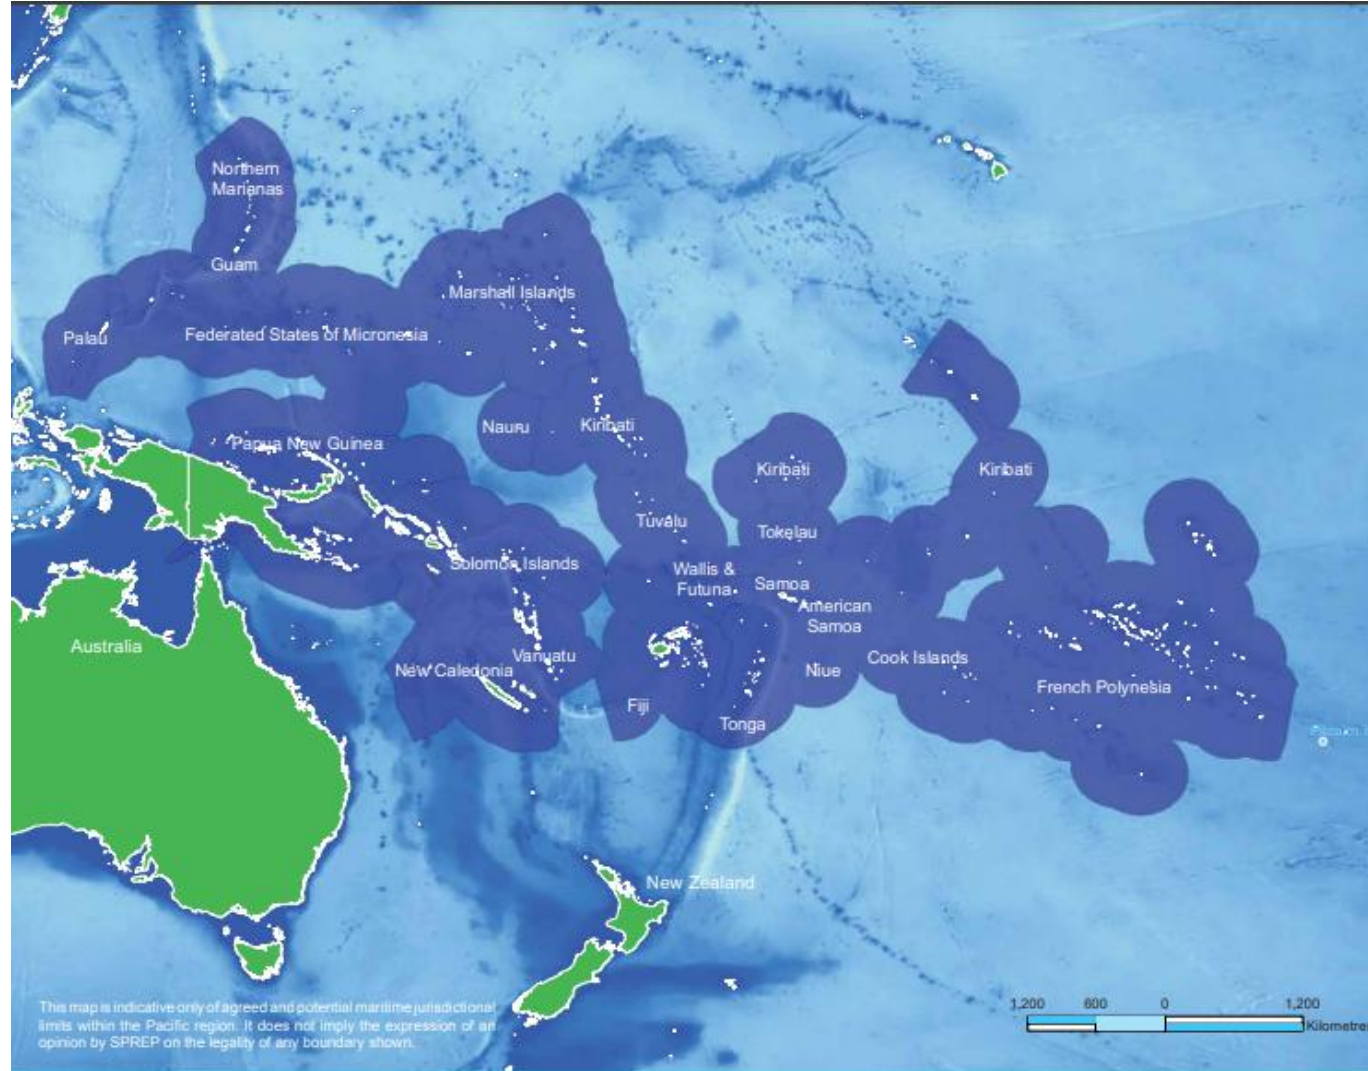 Northern
Marianas
Guam
Marshall Islands
Palau
Federated States of Micronesia
Nauru
Kiribati
Papua New Guinea
Kiribati
Kiribati
Tuvalu
Tokelau
Solomon Islands
Wallis &
Futuna
Samoa
American
Samoa
Australia
Vanuatu
New Caledonia
Cook Islands
Niue
French Polynesia
Fiji
Tonga
New Zealand
This map is indicative only of agreed and potential maritime jurisdictional
limits within the Pacific region. It does not imply the expression of an
opinion by SPREP on the legality of any boundary shown.
1,200 600 0 1,200
Kilometres